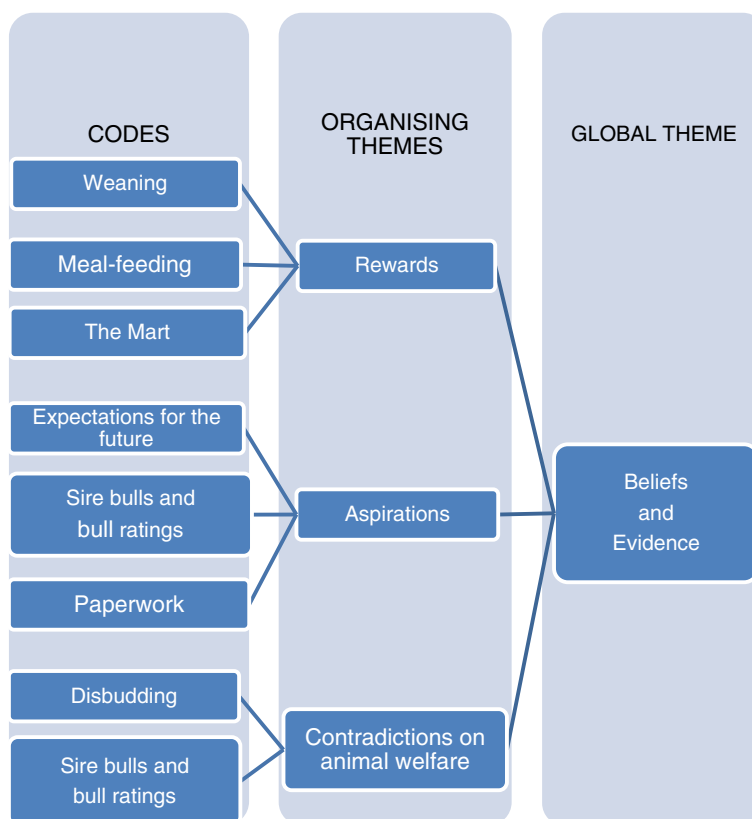 CODES
Weaning
Meal-feeding
The Mart
Expectations for the
future
Sire bulls and
bull ratings
Paperwork
Disbudding
Sire bulls and
bull ratings
ORGANISING
THEMES
Rewards
Aspirations
Contradictions on
animal welfare
GLOBAL THEME
Beliefs
and
Evidence